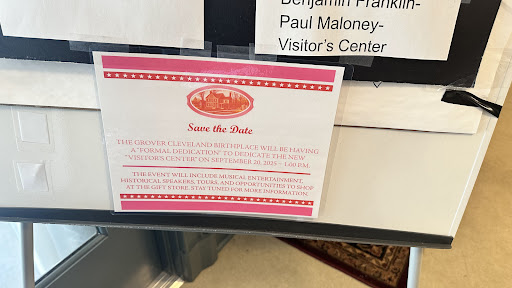 Benjamin Franklin-
Paul Maloney-
Visitor's Center
Save the Date
THE GROVER CLEVELAND BIRTHPLACE WILL BE HAVING
A "FORMAL DEDICATION" TO DEDICATE THE NEW
"VISITOR'S CENTER" ON SEPTEMBER 20, 2025 – 1:00 P.M.
THE EVENT WILL INCLUDE MUSICAL ENTERTAINMENT,
HISTORICAL SPEAKERS, TOURS, AND OPPORTUNITIES TO SHOP
AT THE GIFT STORE. STAY TUNED FOR MORE INFORMATION